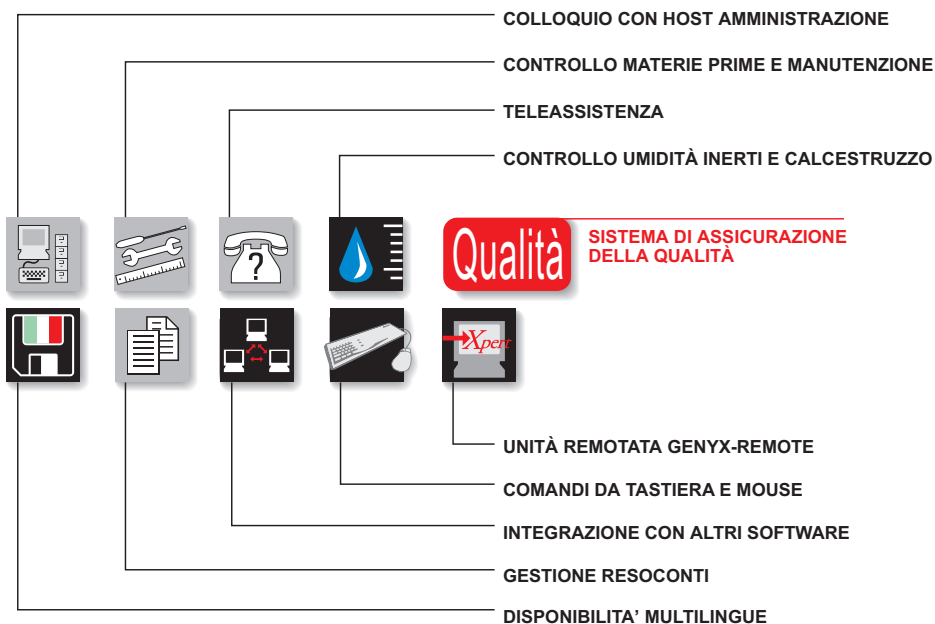 COLLOQUIO CON HOST AMMINISTRAZIONE
CONTROLLO MATERIE PRIME E MANUTENZIONE
TELEASSISTENZA
CONTROLLO UMIDITÀ INERTI E CALCESTRUZZO
?
Qualità
SISTEMA DI ASSICURAZIONE
DELLA QUALITÀ
Xpert
UNITÀ REMOTATA GENYX-REMOTE
COMANDI DA TASTIERA E MOUSE
INTEGRAZIONE CON ALTRI SOFTWARE
GESTIONE RESOCONTI
DISPONIBILITA’ MULTILINGUE